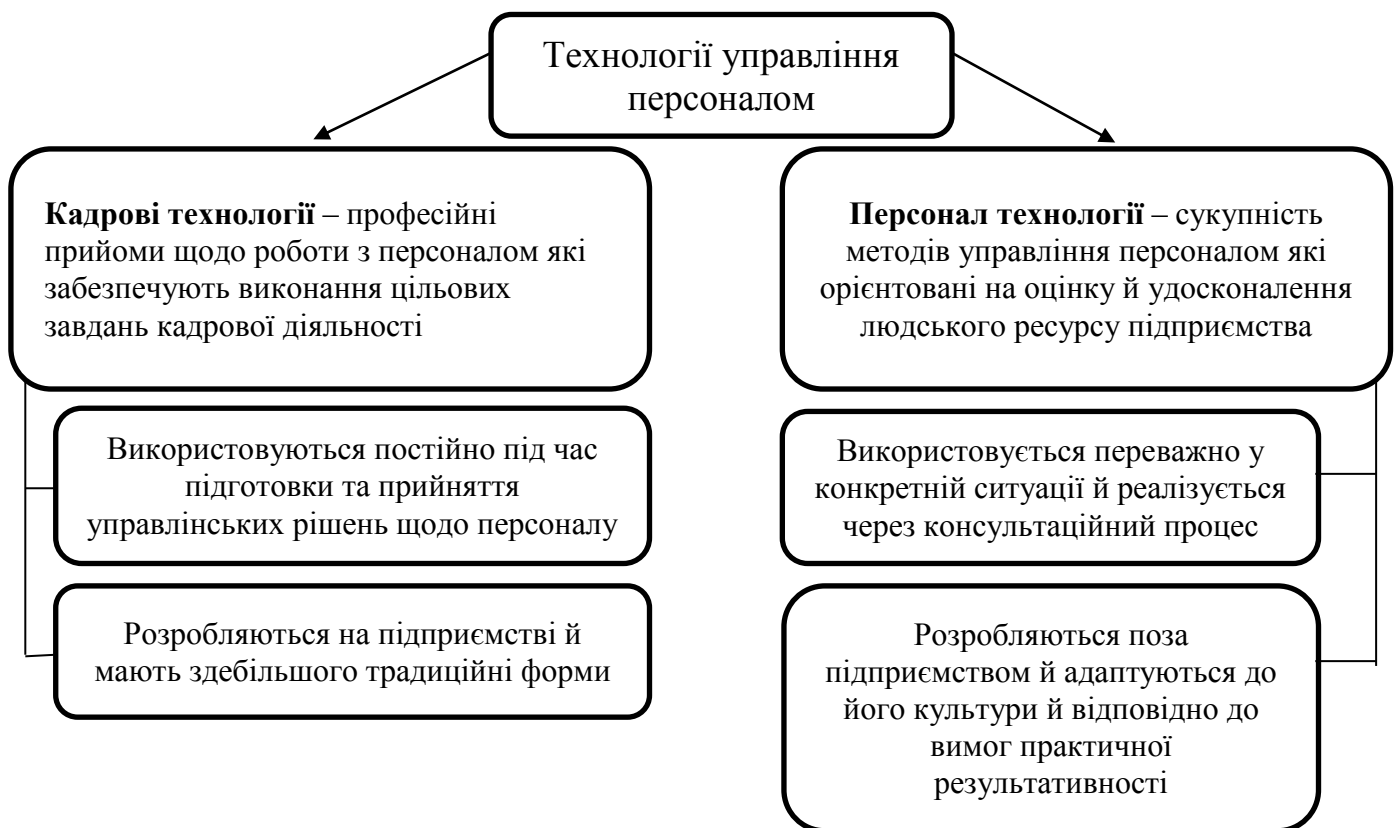 Технології управління
персоналом
Кадрові технології – професійні
прийоми щодо роботи з персоналом які
забезпечують виконання цільових
завдань кадрової діяльності
Використовуються постійно під час
підготовки та прийняття
управлінських рішень щодо персоналу
Розробляються на підприємстві й
мають здебільшого традиційні форми
Персонал технології – сукупність
методів управління персоналом які
орієнтовані на оцінку й удосконалення
людського ресурсу підприємства
Використовується переважно у
конкретній ситуації й реалізується
через консультаційний процес
Розробляються поза
підприємством й адаптуються до
його культури й відповідно до
вимог практичної
результативності